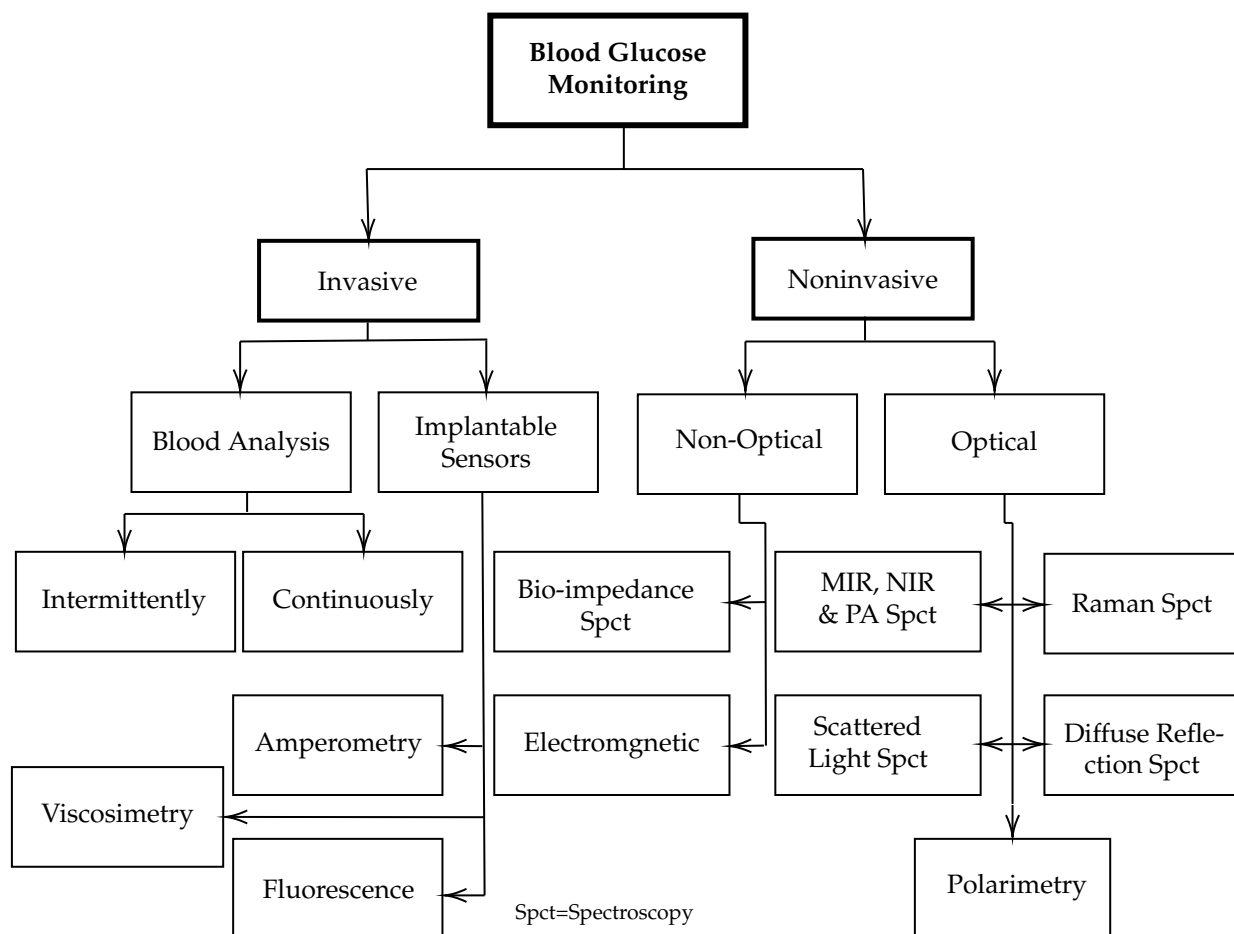 Blood Glucose
Monitoring
Invasive
Noninvasive
Blood Analysis
Implantable
Sensors
Non-Optical
Optical
Intermittently
Continuously
Bio-impedance
Spct
MIR, NIR
& PA Spct
Raman Spct
Amperometry
Electromgnetic
Scattered
Light Spct
Diffuse Refle-
ction Spct
Viscosimetry
Fluorescence
Polarimetry
Spct=Spectroscopy